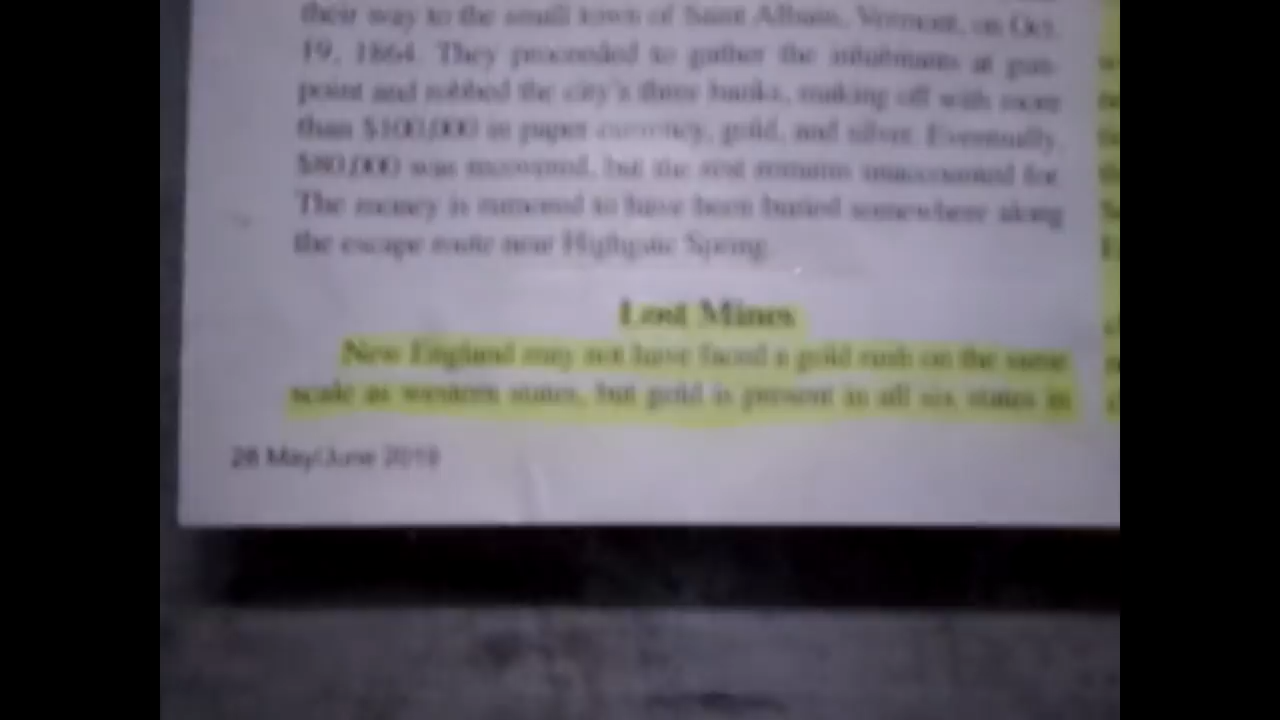 their way to the small town of Saint Albans, Vermont, on Oct.
19, 1864. They proceeded to gather the inhabitants at gun-
point and robbed the city's three banks, making off with more
than $100,000 in paper currency, gold, and silver. Eventually,
$80,000 was recovered, but the rest remains unaccounted for.
The money is rumored to have been buried somewhere along
the escape route near Highgate Spring.
Lost Mines
New England may not have faced a gold rush on the same
scale as western states, but gold is present in all six states in
28 May/June 2019